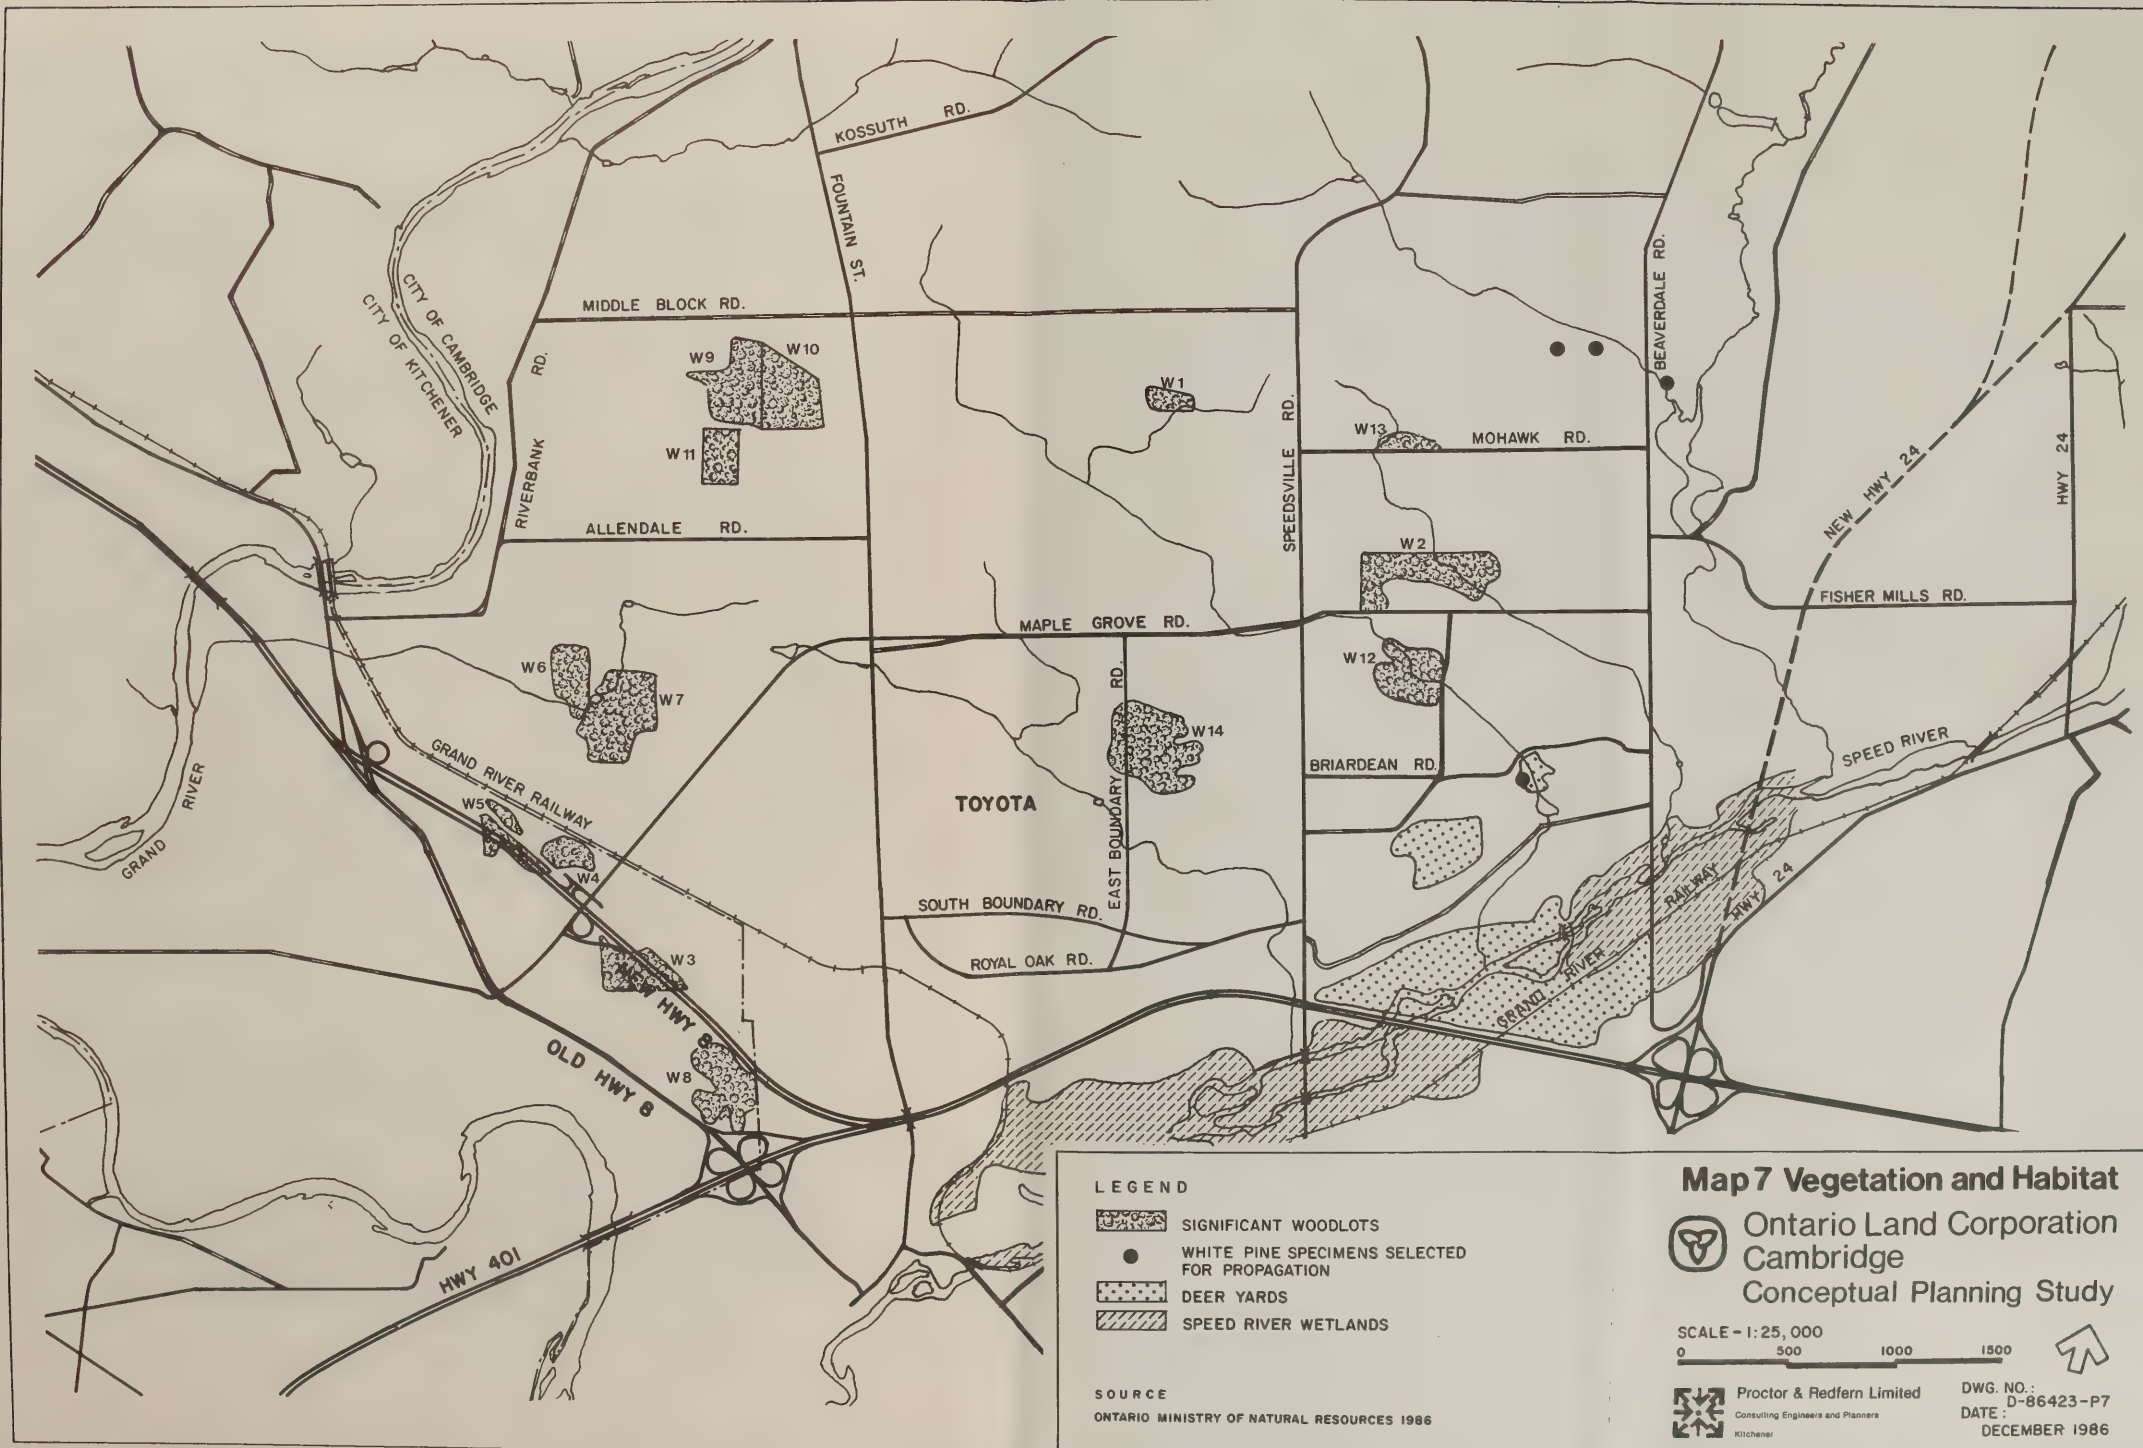 KOSSUTH RD.
FOUNTAIN ST.
CITY OF CAMBRIDGE
CITY OF KITCHENER
MIDDLE BLOCK RD.
BEAVERDALE RD.
RIVERBANK RD.
W9
W10
W11
W1
SPEEDSVILLE RD.
W13
MOHAWK RD.
NEW HWY 24
HWY 24
ALLENDALE RD.
W2
FISHER MILLS RD.
MAPLE GROVE RD.
W6
W7
W12
EAST BOUNDARY RD.
W14
GRAND RIVER
GRAND RIVER RAILWAY
BRIARDEAN RD.
SPEED RIVER
TOYOTA
W5
W4
SOUTH BOUNDARY RD.
ROYAL OAK RD.
GRAND RIVER RAILWAY
HWY 24
W3
NEW HWY 8
OLD HWY 8
W8
HWY 401
LEGEND
SIGNIFICANT WOODLOTS
WHITE PINE SPECIMENS SELECTED
FOR PROPAGATION
DEER YARDS
SPEED RIVER WETLANDS
SOURCE
ONTARIO MINISTRY OF NATURAL RESOURCES 1986
Map 7 Vegetation and Habitat
Ontario Land Corporation
Cambridge
Conceptual Planning Study
SCALE - 1:25,000
0 500 1000 1500
Proctor & Redfern Limited
Consulting Engineers and Planners
Kitchener
DWG. NO.:
D-86423-P7
DATE:
DECEMBER 1986